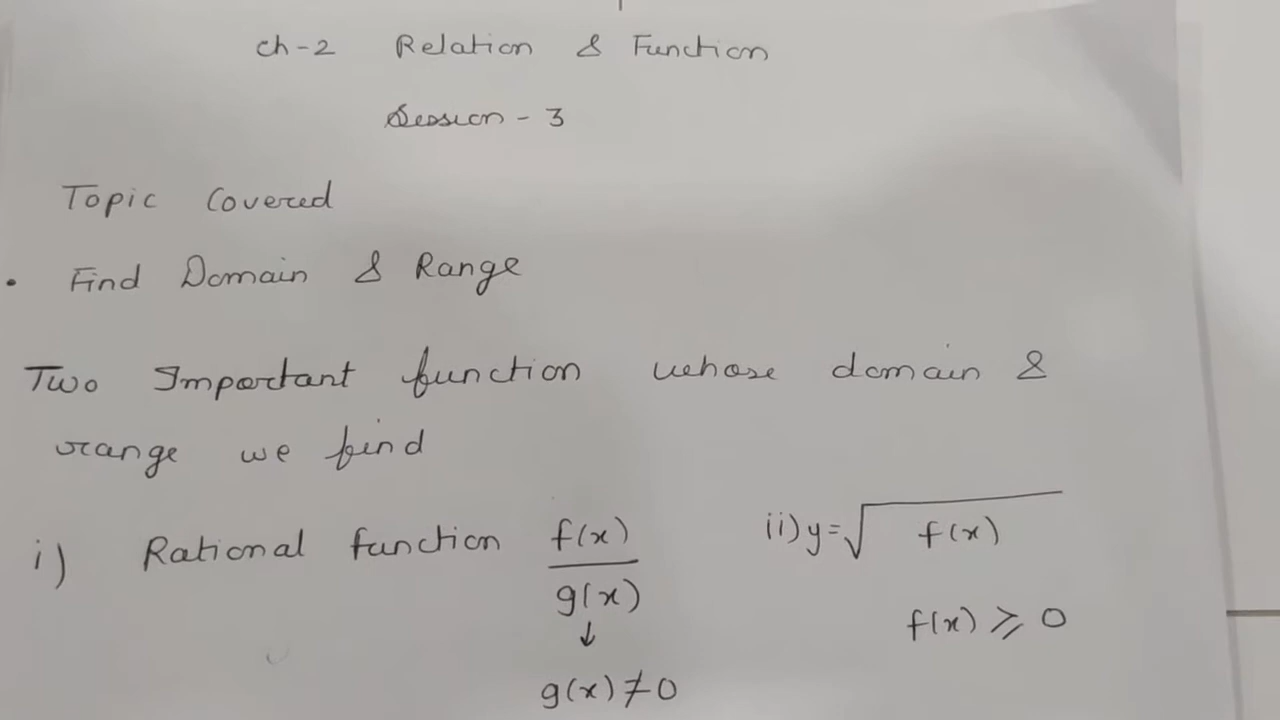 Ch-2 Relation & Function
Session - 3
Topic Covered
• Find Domain & Range
Two Important function whose domain &
range we find
i) Rational function f(x)/g(x) ii) y=√f(x)
↓
g(x)≠0 f(x) ⩾ 0